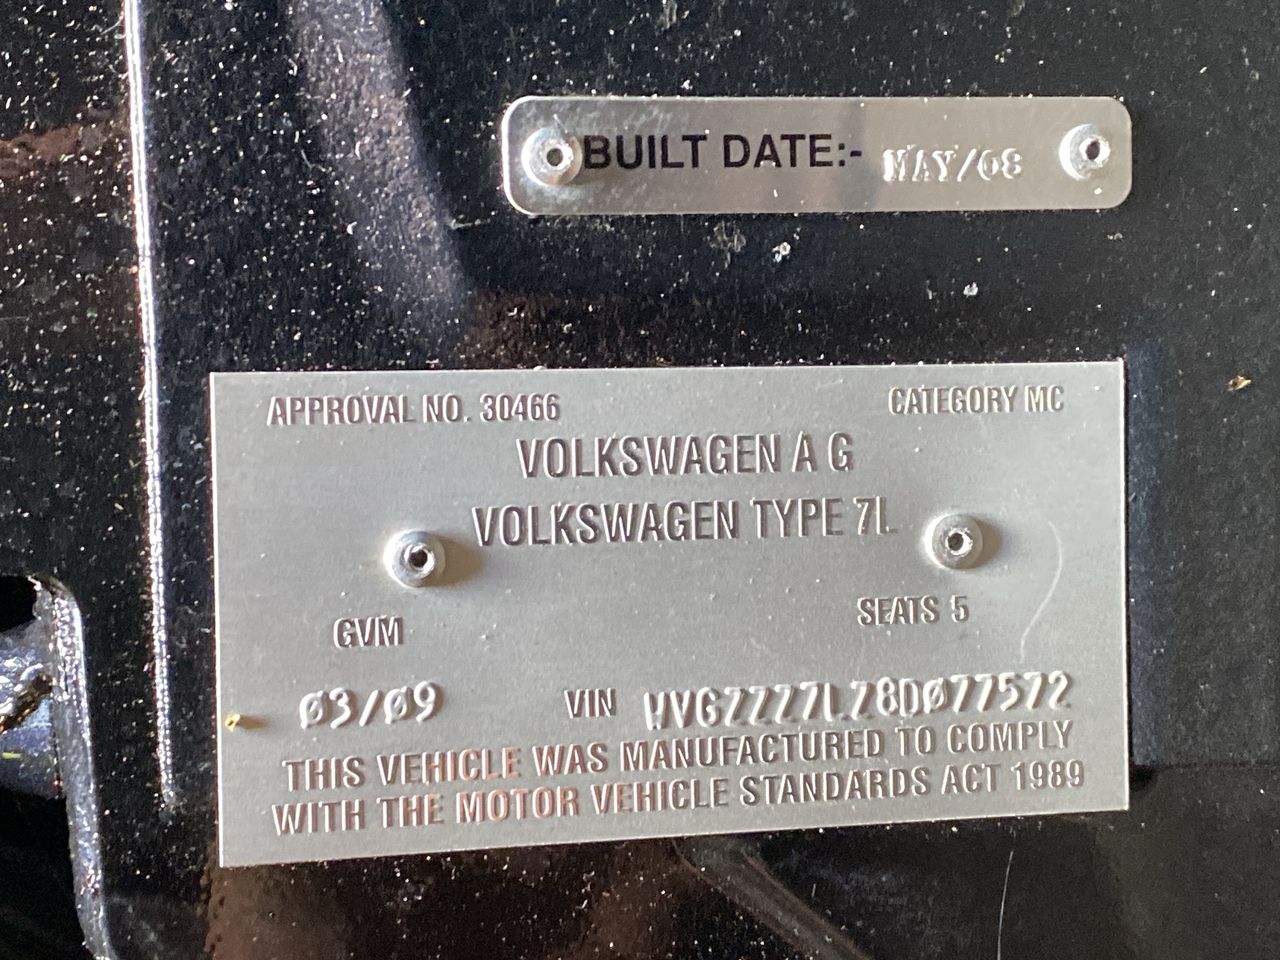 BUILT DATE:- MAY/08
APPROVAL NO. 30466 CATEGORY MC
VOLKSWAGEN A G
VOLKSWAGEN TYPE 7L
SEATS 5
GVM
Ø3/Ø9 VIN WVGZZZ7LZ8DØ77572
THIS VEHICLE WAS MANUFACTURED TO COMPLY
WITH THE MOTOR VEHICLE STANDARDS ACT 1989